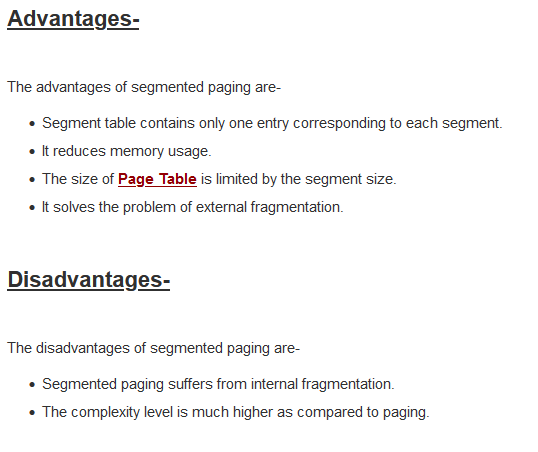 Advantages-
The advantages of segmented paging are-
Segment table contains only one entry corresponding to each segment.
It reduces memory usage.
The size of Page Table is limited by the segment size.
It solves the problem of external fragmentation.
Disadvantages-
The disadvantages of segmented paging are-
Segmented paging suffers from internal fragmentation.
The complexity level is much higher as compared to paging.